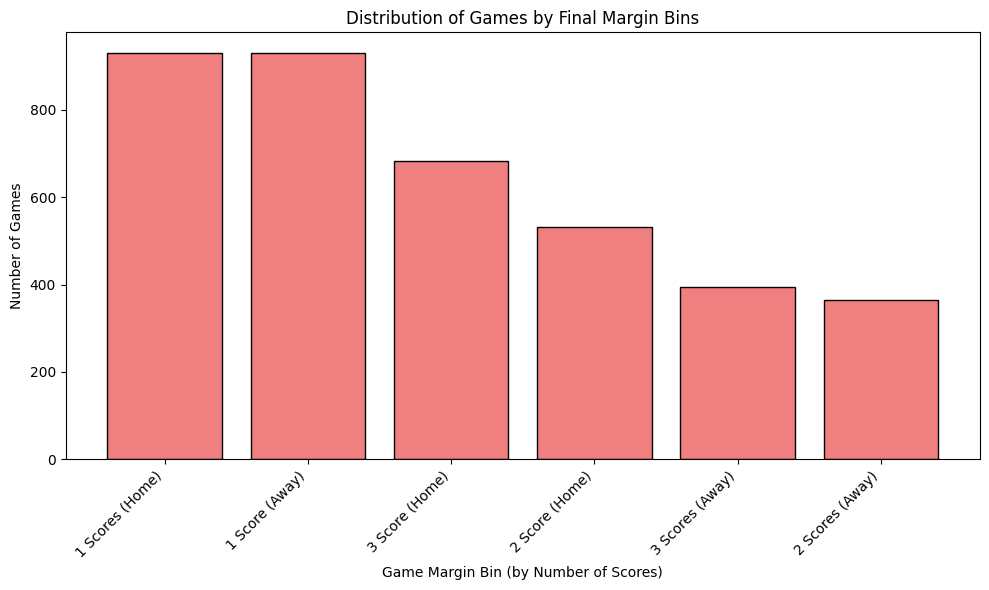 Distribution of Games by Final Margin Bins
Number of Games
800
600
400
200
0
1 Scores (Home)
1 Score (Away)
3 Score (Home)
2 Score (Home)
3 Scores (Away)
2 Scores (Away)
Game Margin Bin (by Number of Scores)